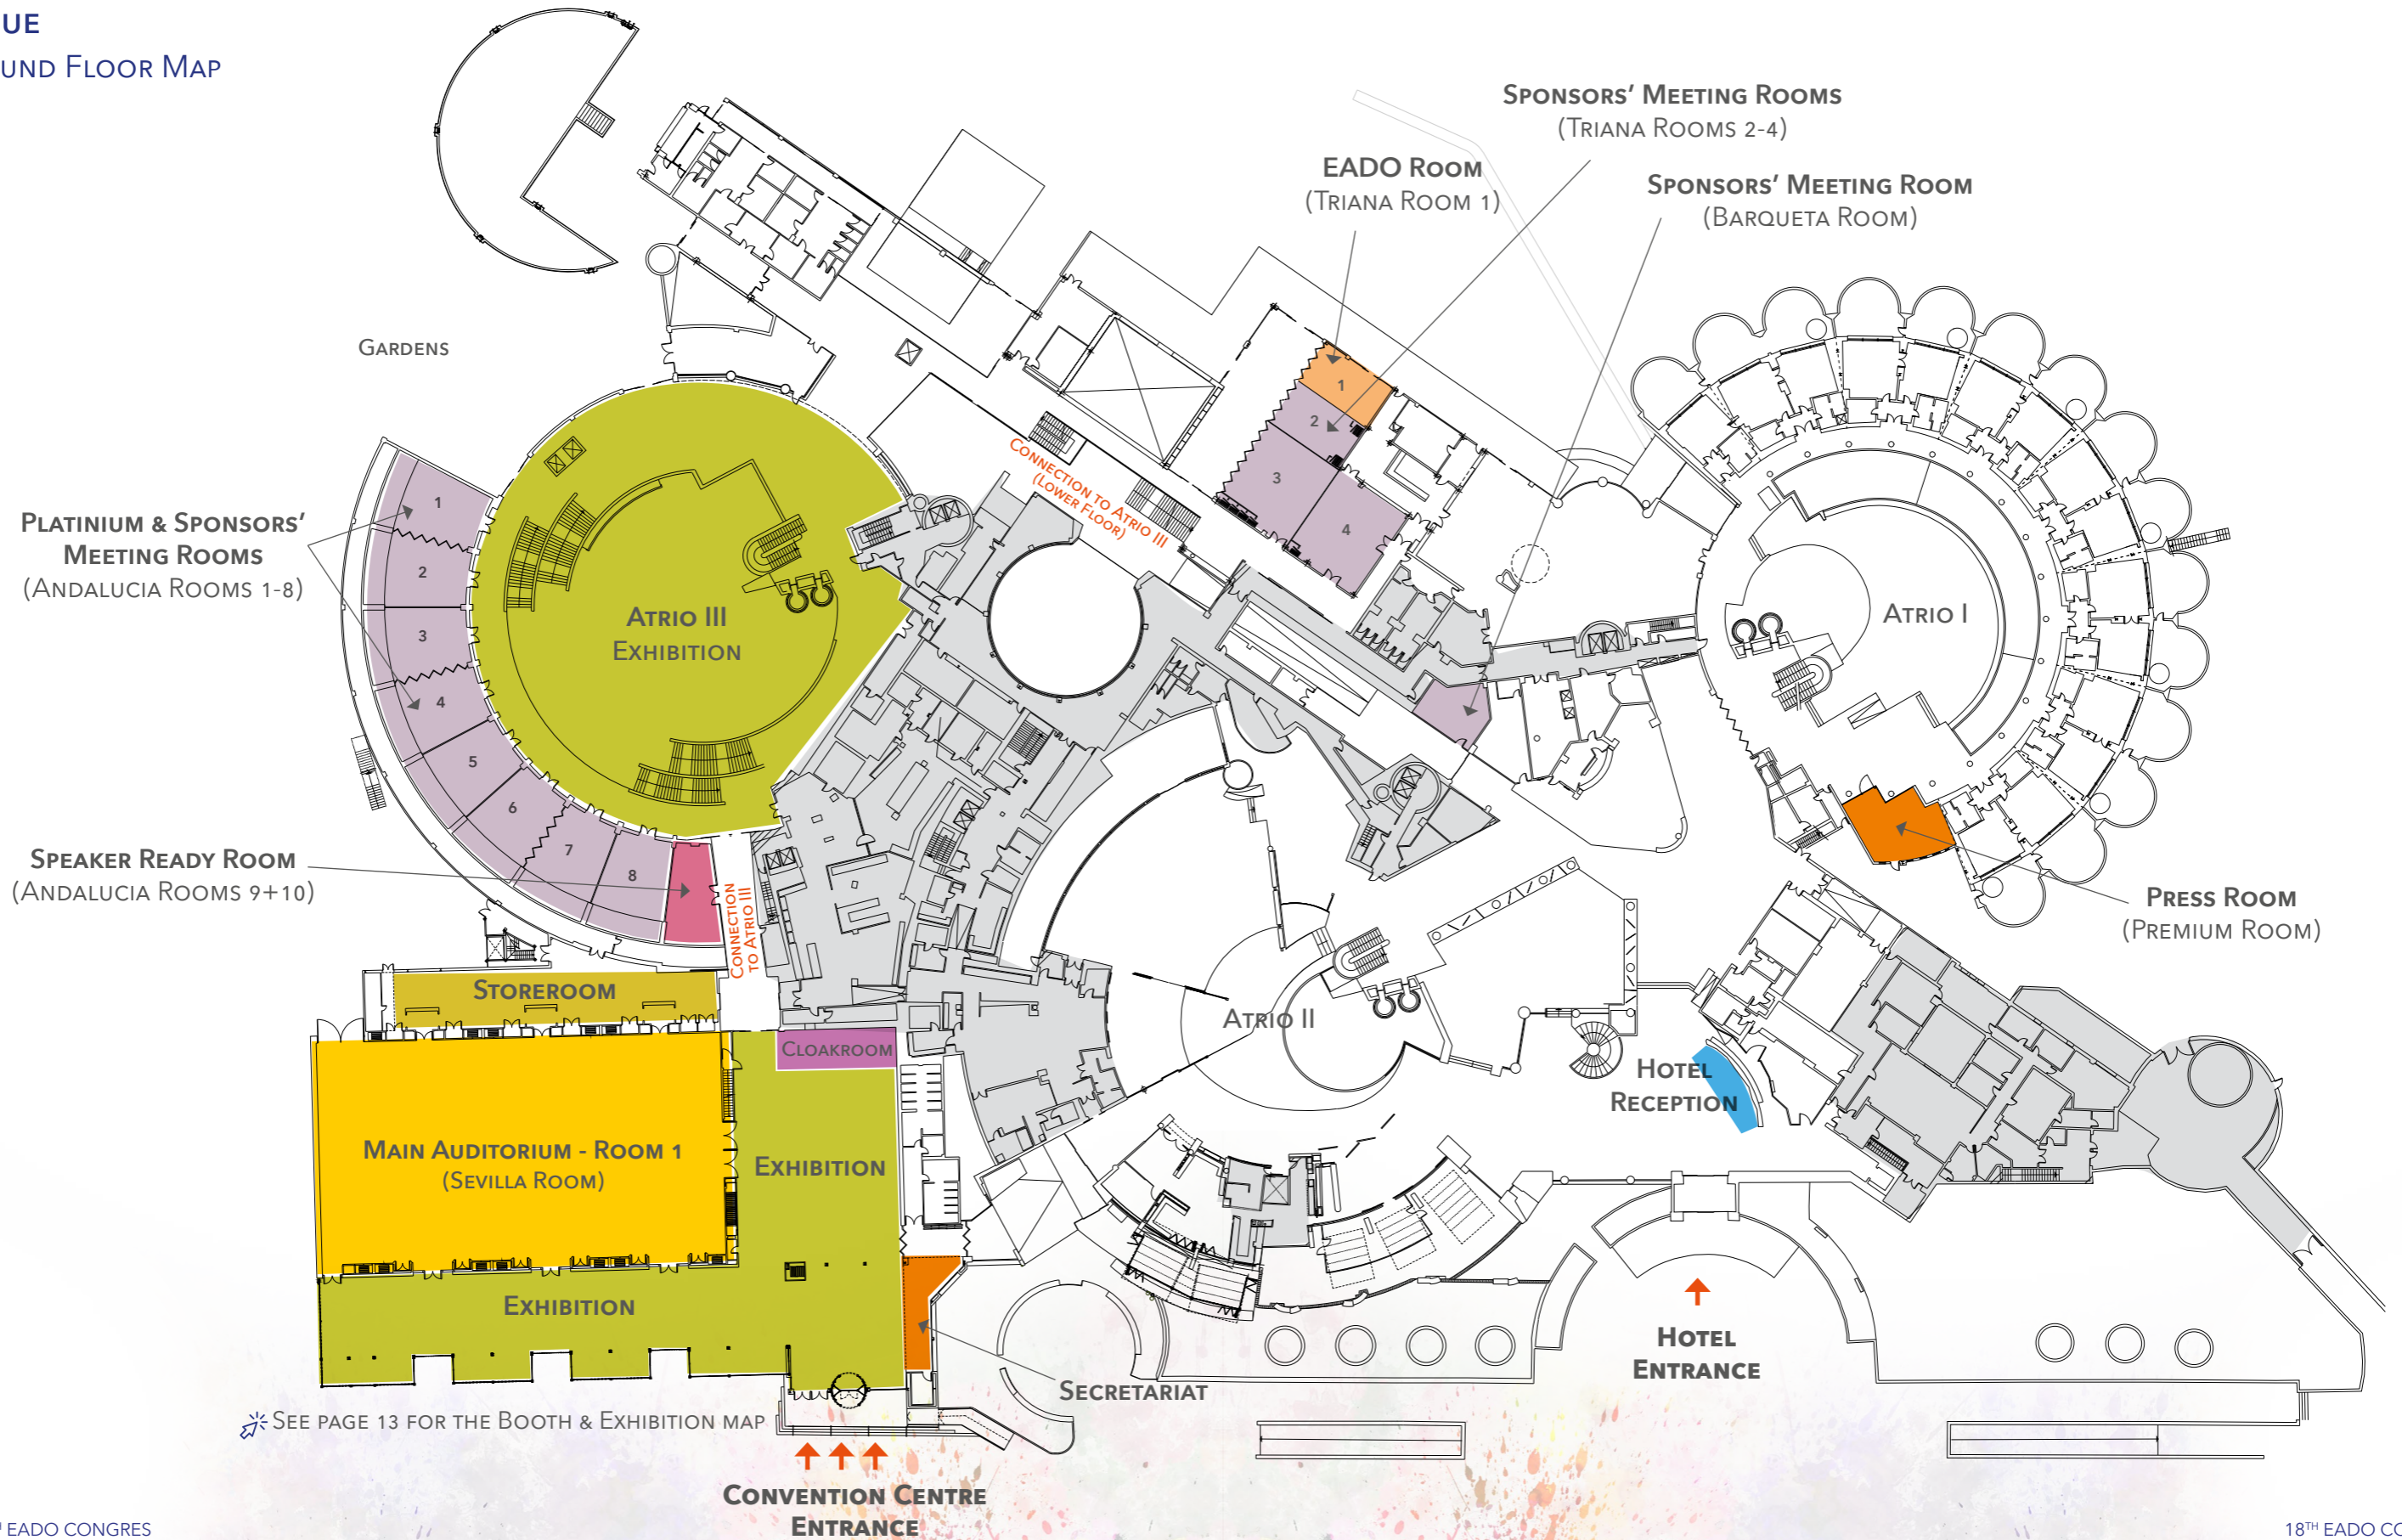 UE
UND FLOOR MAP
SPONSORS' MEETING ROOMS
(TRIANA ROOMS 2-4)
EADO ROOM
(TRIANA ROOM 1)
SPONSORS' MEETING ROOM
(BARQUETA ROOM)
GARDENS
1
2
3
4
CONNECTION TO ATRIO III
(LOWER FLOOR)
PLATINIUM & SPONSORS'
MEETING ROOMS
(ANDALUCIA ROOMS 1-8)
1
2
3
4
5
6
7
8
ATRIO III
EXHIBITION
ATRIO I
SPEAKER READY ROOM
(ANDALUCIA ROOMS 9+10)
CONNECTION
TO ATRIO III
PRESS ROOM
(PREMIUM ROOM)
STOREROOM
CLOAKROOM
ATRIO II
HOTEL
RECEPTION
MAIN AUDITORIUM - ROOM 1
(SEVILLA ROOM)
EXHIBITION
EXHIBITION
SECRETARIAT
HOTEL
ENTRANCE
SEE PAGE 13 FOR THE BOOTH & EXHIBITION MAP
CONVENTION CENTRE
ENTRANCE
EADO CONGRES
18TH EADO CO